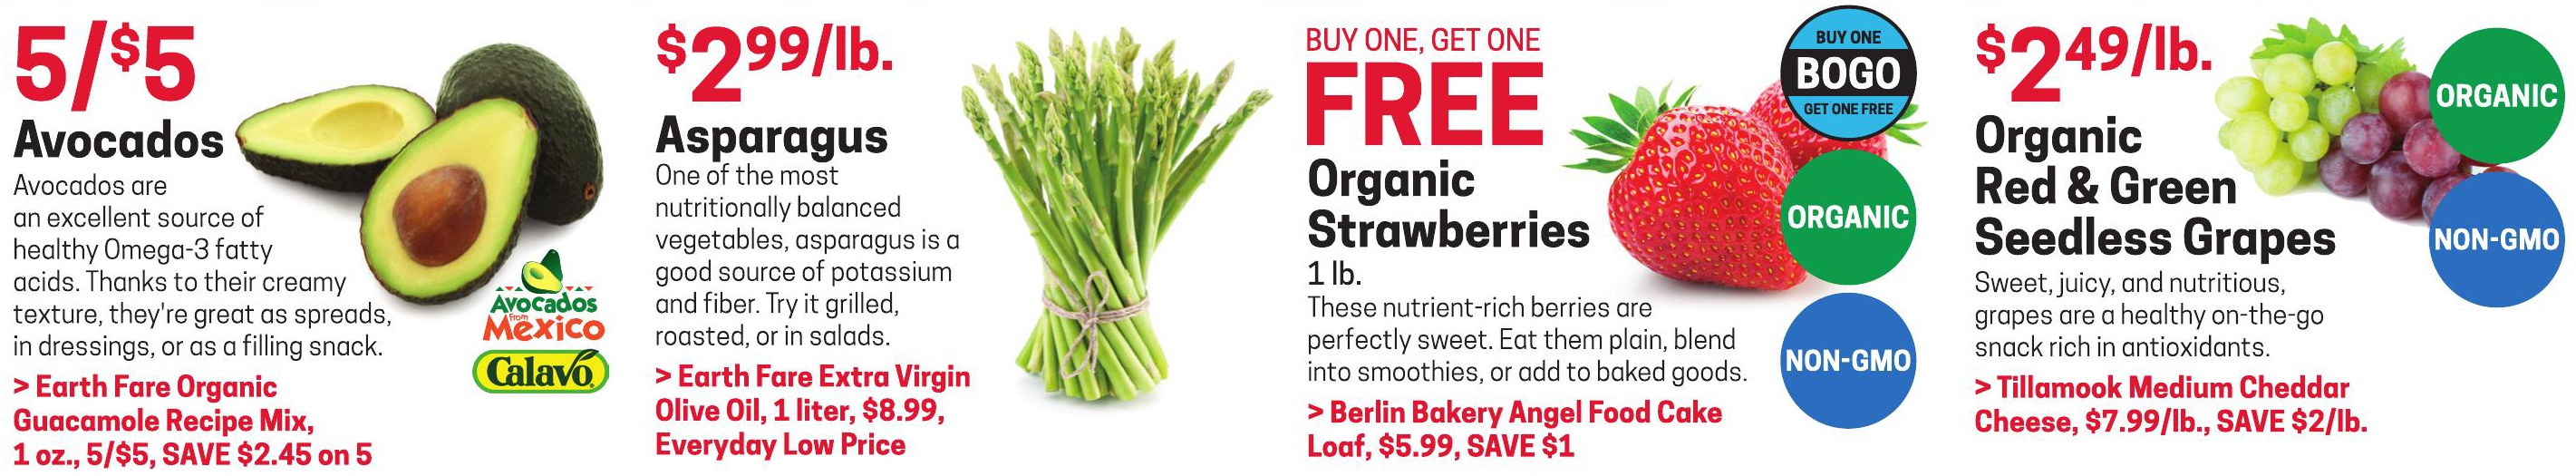 5/$5
Avocados
Avocados are
an excellent source of
healthy Omega-3 fatty
acids. Thanks to their creamy
texture, they're great as spreads,
in dressings, or as a filling snack.
> Earth Fare Organic
Guacamole Recipe Mix,
1 oz., 5/$5, SAVE $2.45 on 5
Avocados
From
Mexico
Calavo
$2.99/lb.
Asparagus
One of the most
nutritionally balanced
vegetables, asparagus is a
good source of potassium
and fiber. Try it grilled,
roasted, or in salads.
> Earth Fare Extra Virgin
Olive Oil, 1 liter, $8.99,
Everyday Low Price
BUY ONE, GET ONE
FREE
Organic
Strawberries
1 lb.
These nutrient-rich berries are
perfectly sweet. Eat them plain, blend
into smoothies, or add to baked goods.
> Berlin Bakery Angel Food Cake
Loaf, $5.99, SAVE $1
BUY ONE
BOGO
GET ONE FREE
ORGANIC
NON-GMO
$2 49/lb.
Organic
Red & Green
Seedless Grapes
Sweet, juicy, and nutritious,
grapes are a healthy on-the-go
snack rich in antioxidants.
> Tillamook Medium Cheddar
Cheese, $7.99/lb., SAVE $2/lb.
ORGANIC
NON-GMO